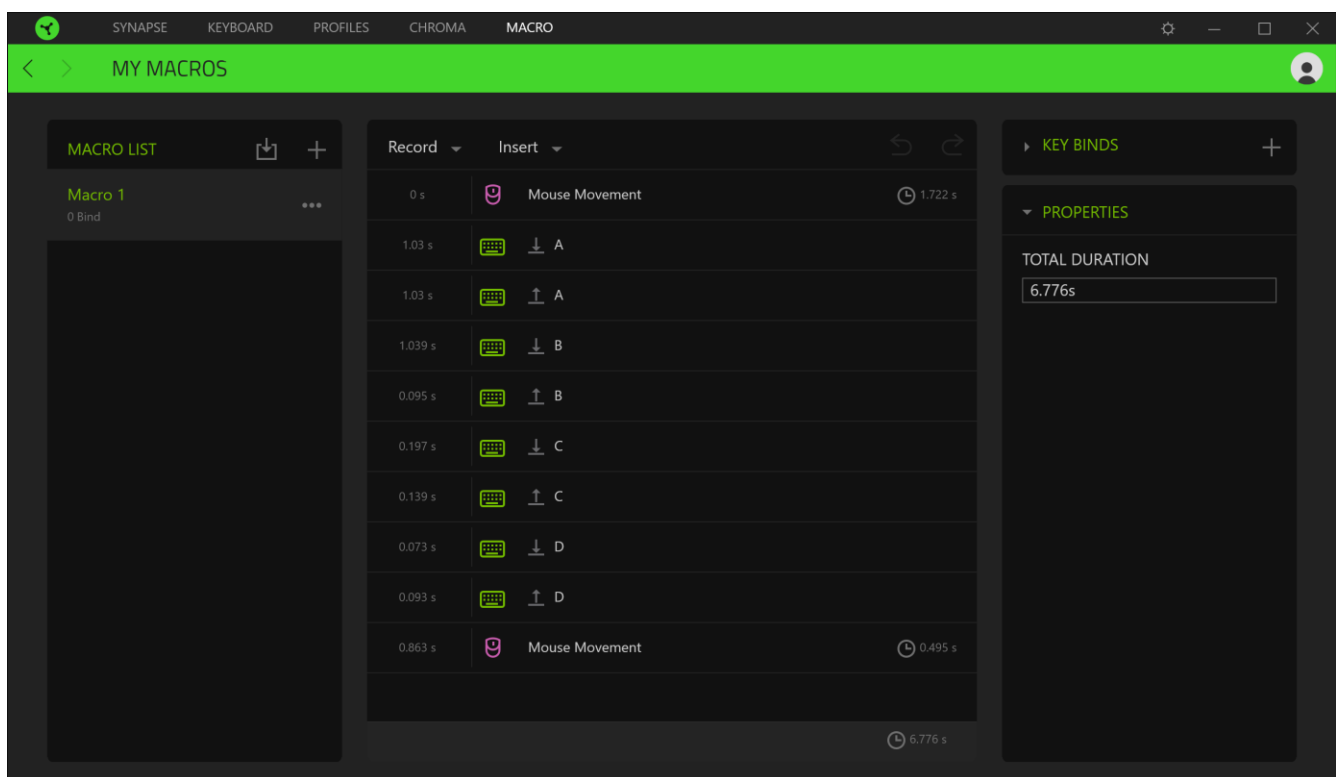 SYNAPSE KEYBOARD PROFILES CHROMA MACRO
MY MACROS
MACRO LIST
Macro 1
0 Bind
Record Insert
0 s Mouse Movement 1.722 s
1.03 s A
1.03 s A
1.039 s B
0.095 s B
0.197 s C
0.139 s C
0.073 s D
0.093 s D
0.863 s Mouse Movement 0.495 s
6.776 s
KEY BINDS
PROPERTIES
TOTAL DURATION
6.776s